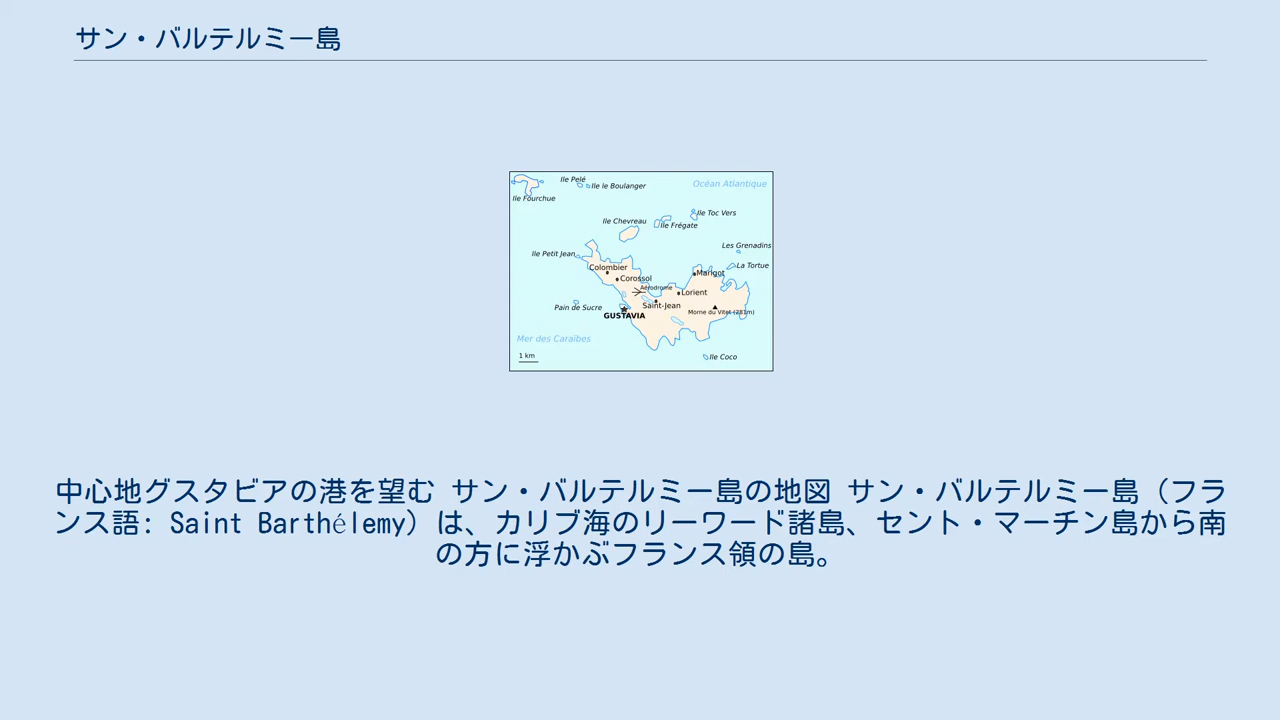 サン・バルテルミー島
Ile Pelé
Ile le Boulanger
Océan Atlantique
Ile Fourchue
Ile Toc Vers
Ile Chevreau
Ile Frégate
Les Grenadins
Ile Petit Jean
La Tortue
Colombier
Marigot
Corossol
Aérodrome
Lorient
Pain de Sucre
Saint-Jean
Morne du Vitet (281m)
GUSTAVIA
Mer des Caraïbes
1 km
Ile Coco
中心地グスタビアの港を望む サン・バルテルミー島の地図 サン・バルテルミー島（フラ
ンス語: Saint Barthélemy）は、カリブ海のリーワード諸島、セント・マーチン島から南
の方に浮かぶフランス領の島。